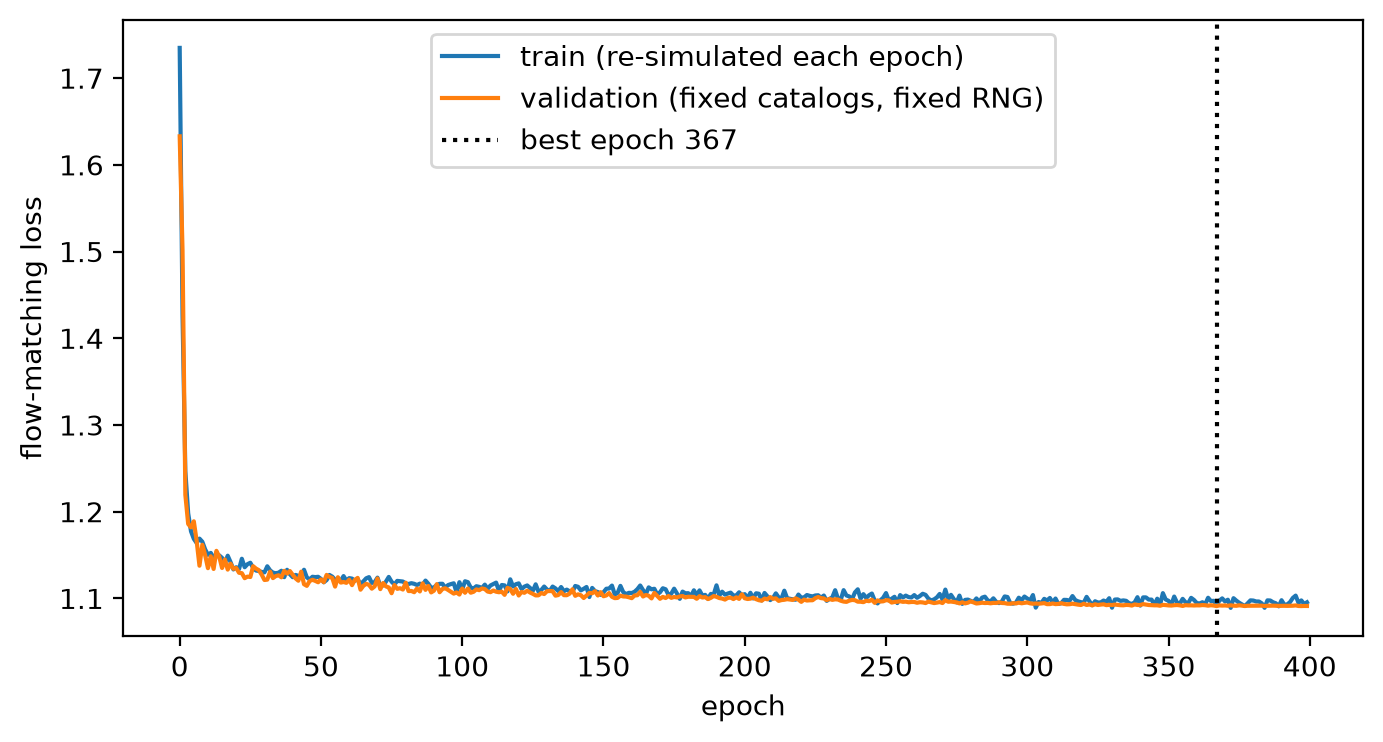 train (re-simulated each epoch)
validation (fixed catalogs, fixed RNG)
best epoch 367
flow-matching loss
1.7
1.6
1.5
1.4
1.3
1.2
1.1
0 50 100 150 200 250 300 350 400
epoch